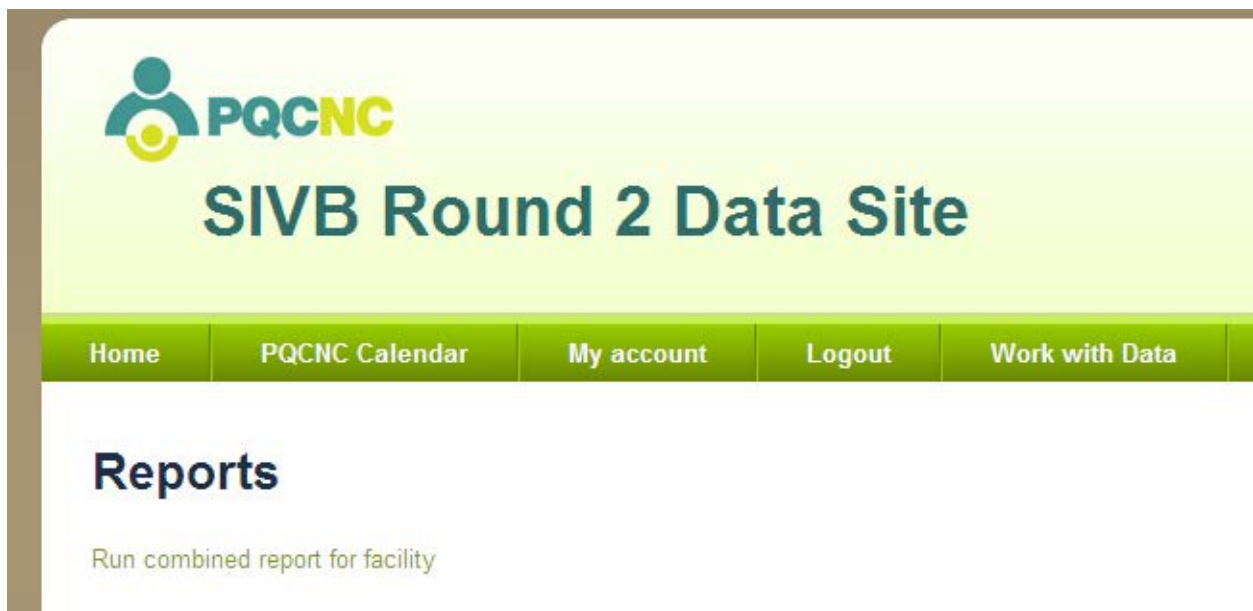 PQCNC
SIVB Round 2 Data Site
Home PQCNC Calendar My account Logout Work with Data
Reports
Run combined report for facility